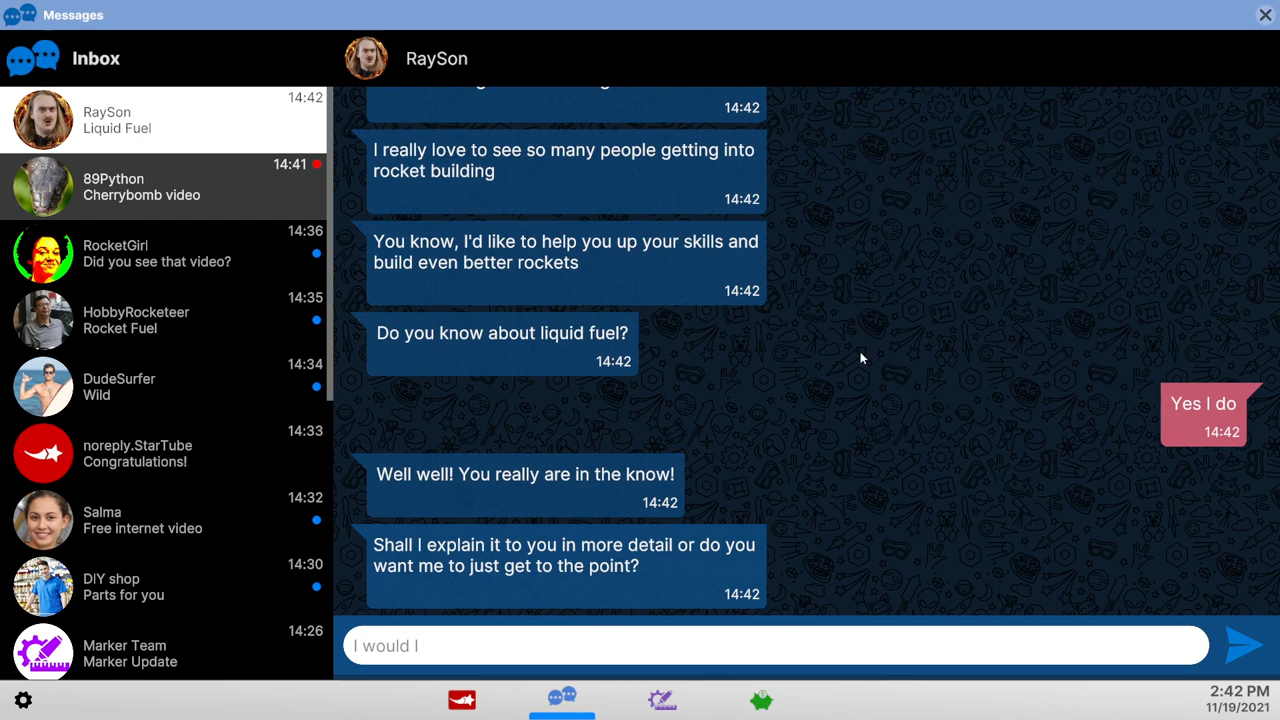 Messages
Inbox
RaySon
14:42
RaySon
Liquid Fuel
14:41
89Python
Cherrybomb video
14:36
RocketGirl
Did you see that video?
14:35
HobbyRocketeer
Rocket Fuel
14:34
DudeSurfer
Wild
14:33
noreply.StarTube
Congratulations!
14:32
Salma
Free internet video
14:30
DIY shop
Parts for you
14:26
Marker Team
Marker Update
14:42
I really love to see so many people getting into
rocket building
14:42
You know, I'd like to help you up your skills and
build even better rockets
14:42
Do you know about liquid fuel?
14:42
Yes I do
14:42
Well well! You really are in the know!
14:42
Shall I explain it to you in more detail or do you
want me to just get to the point?
14:42
I would l
2:42 PM
11/19/2021